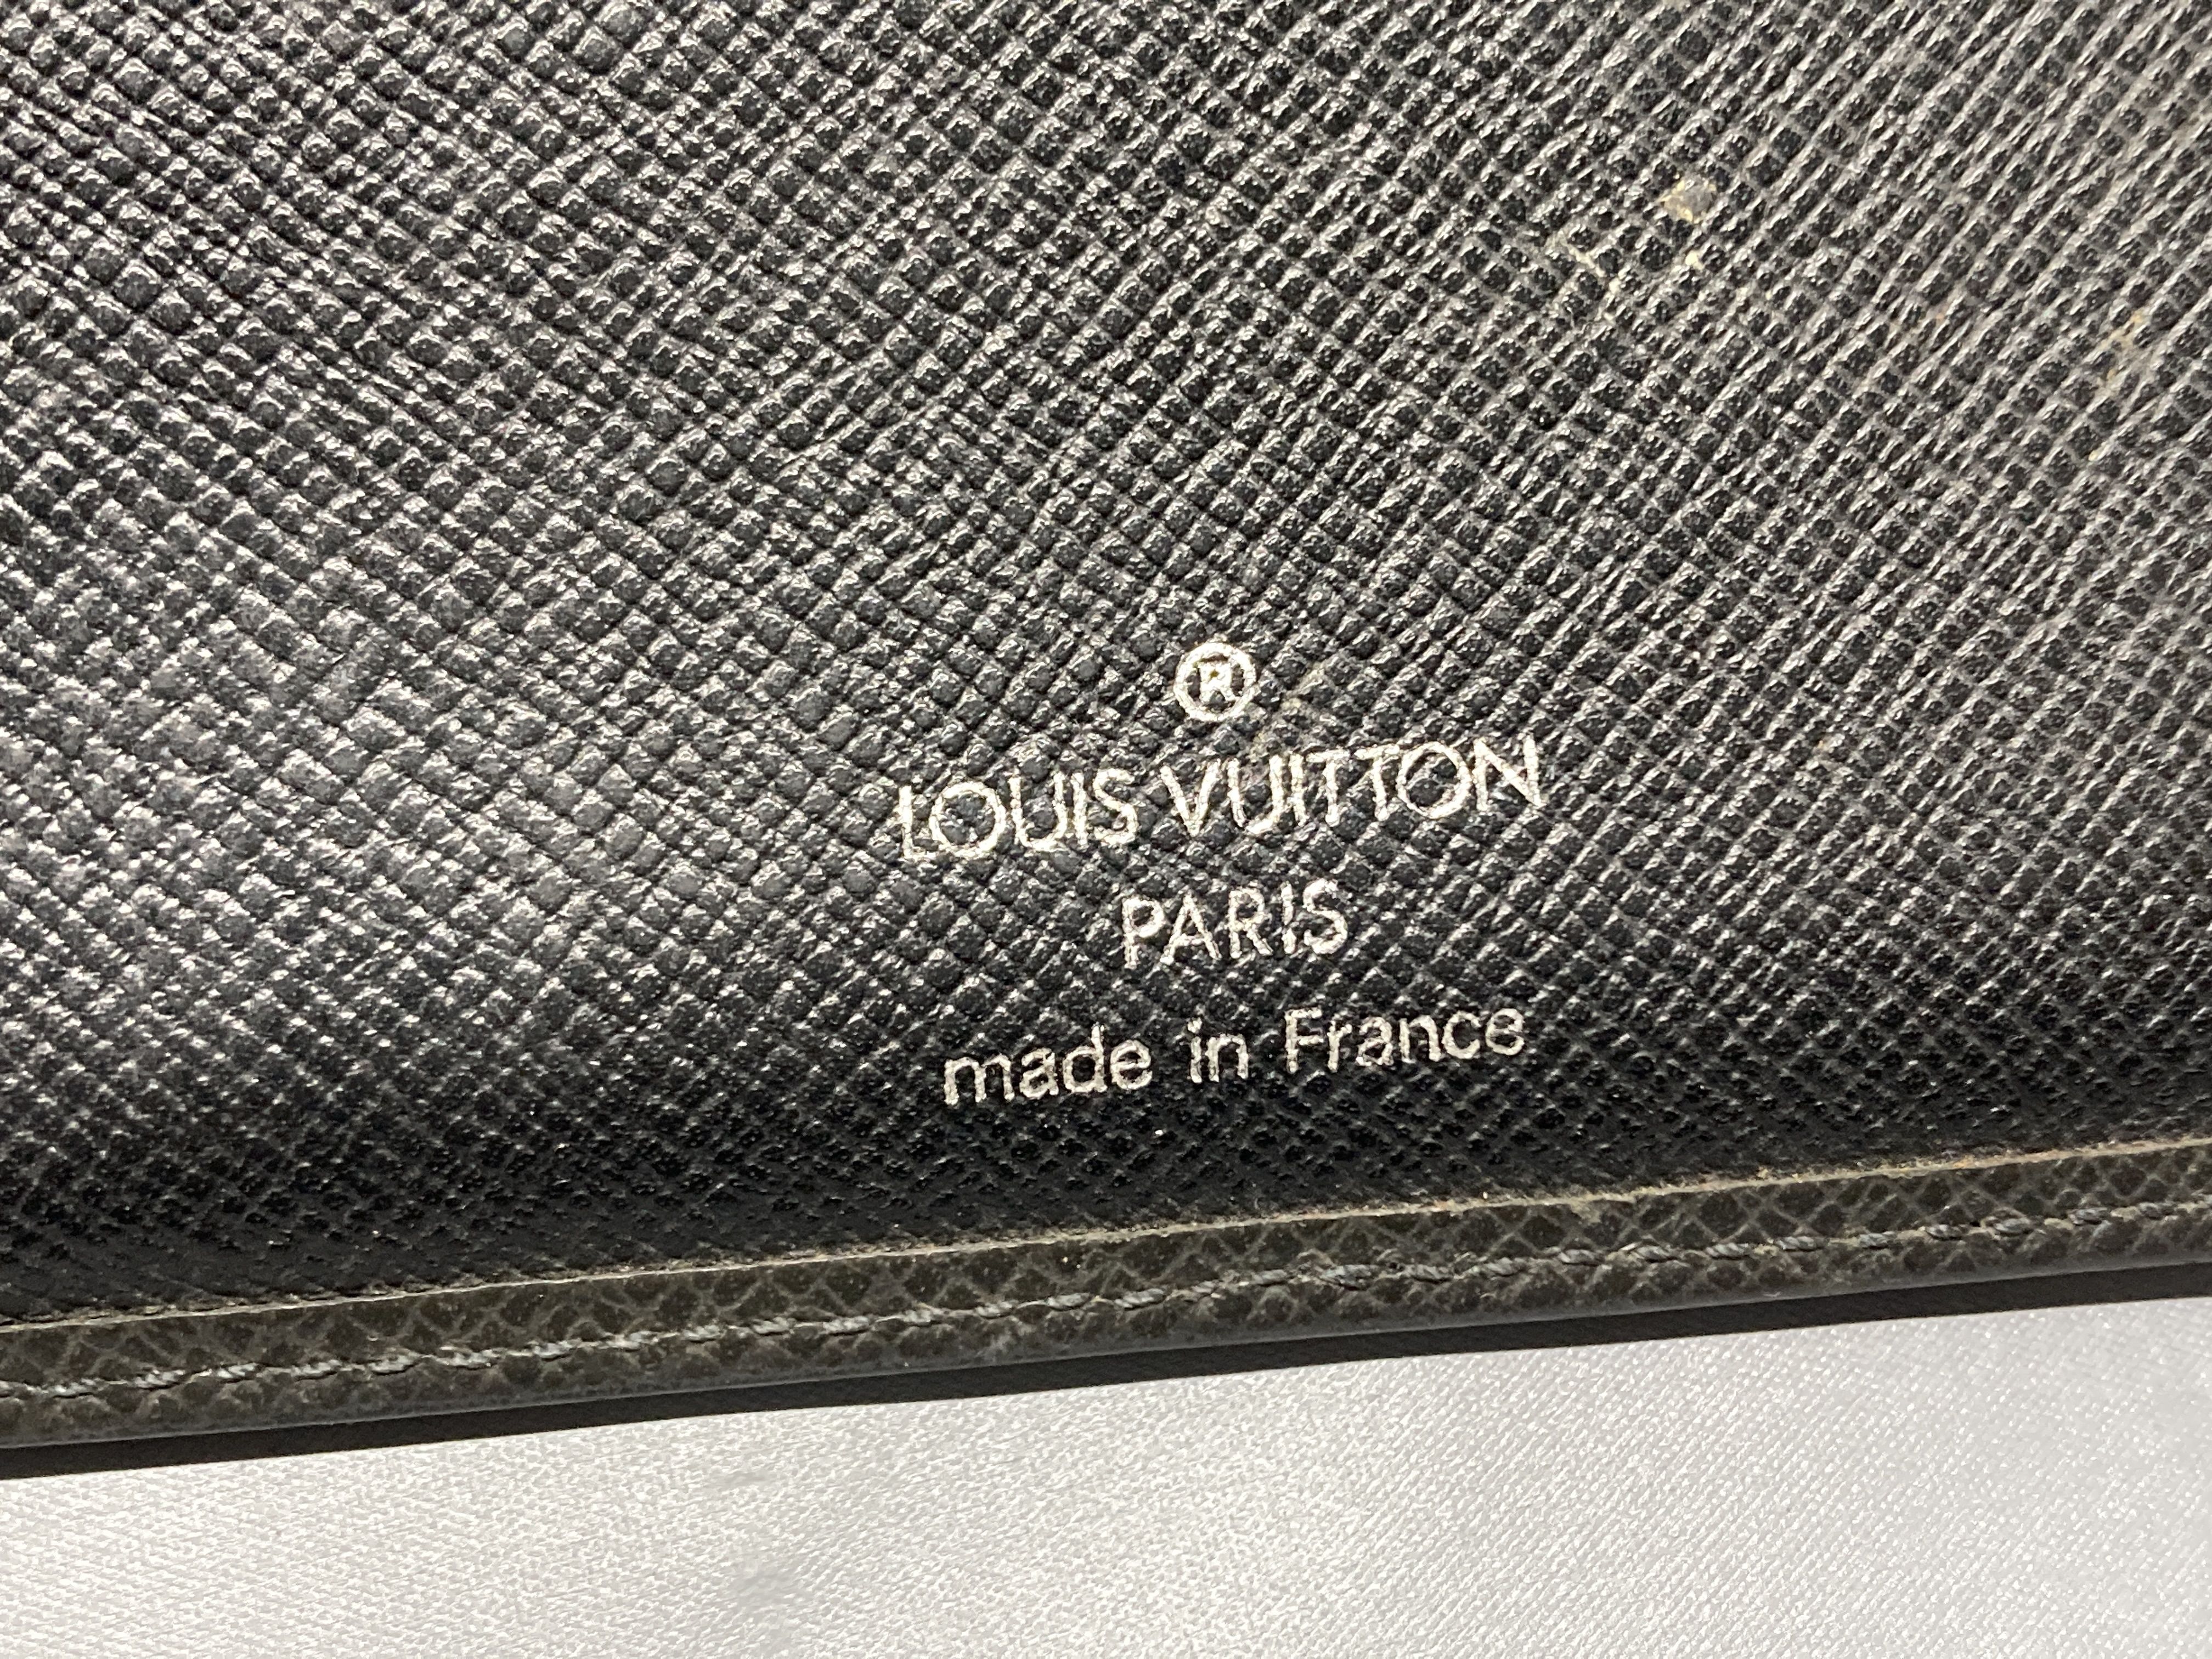 ®
LOUIS VUITTON
PARIS
made in France